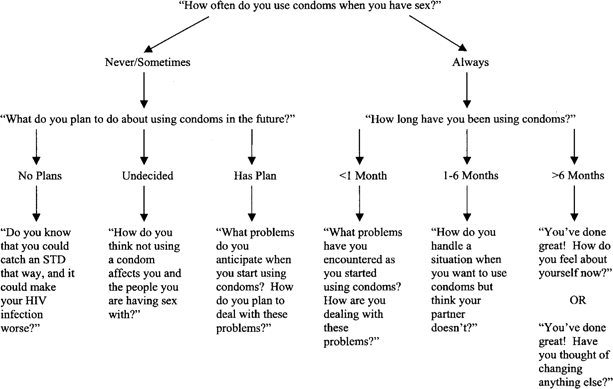 "How often do you use condoms when you have sex?"
Never/Sometimes
Always
"What do you plan to do about using condoms in the future?"
"How long have you been using condoms?"
No Plans
Undecided
Has Plan
<1 Month
1-6 Months
>6 Months
"Do you know
that you could
catch an STD
that way, and it
could make
your HIV
infection
worse?"
"How do you
think not using
a condom
affects you and
the people you
are having sex
with?"
"What problems
do you
anticipate when
you start using
condoms?  How
do you plan to
deal with these
problems?"
"What problems
have you
encountered as
you started
using condoms?
How are you
dealing with
these
problems?"
"How do you
handle a
situation when
you want to use
condoms but
think your
partner
doesn't?"
"You've done
great!  How do
you feel about
yourself now?"
OR
"You've done
great!  Have
you thought of
changing
anything else?"